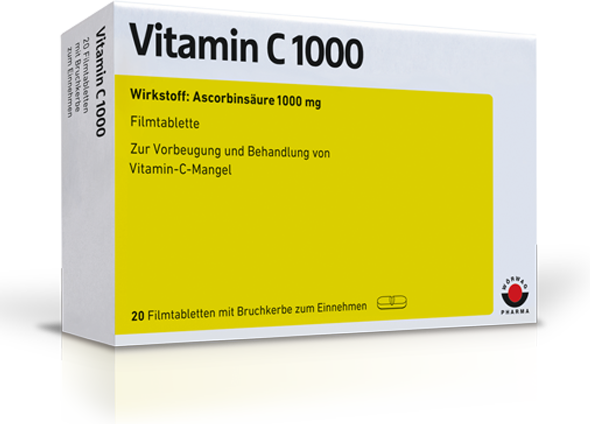 Vitamin C 1000
20 Filmtabletten
mit Bruchkerbe
zum Einnehmen
Vitamin C 1000
Wirkstoff: Ascorbinsäure 1000 mg
Filmtablette
Zur Vorbeugung und Behandlung von
Vitamin-C-Mangel
20 Filmtabletten mit Bruchkerbe zum Einnehmen
WÖRWAG
PHARMA